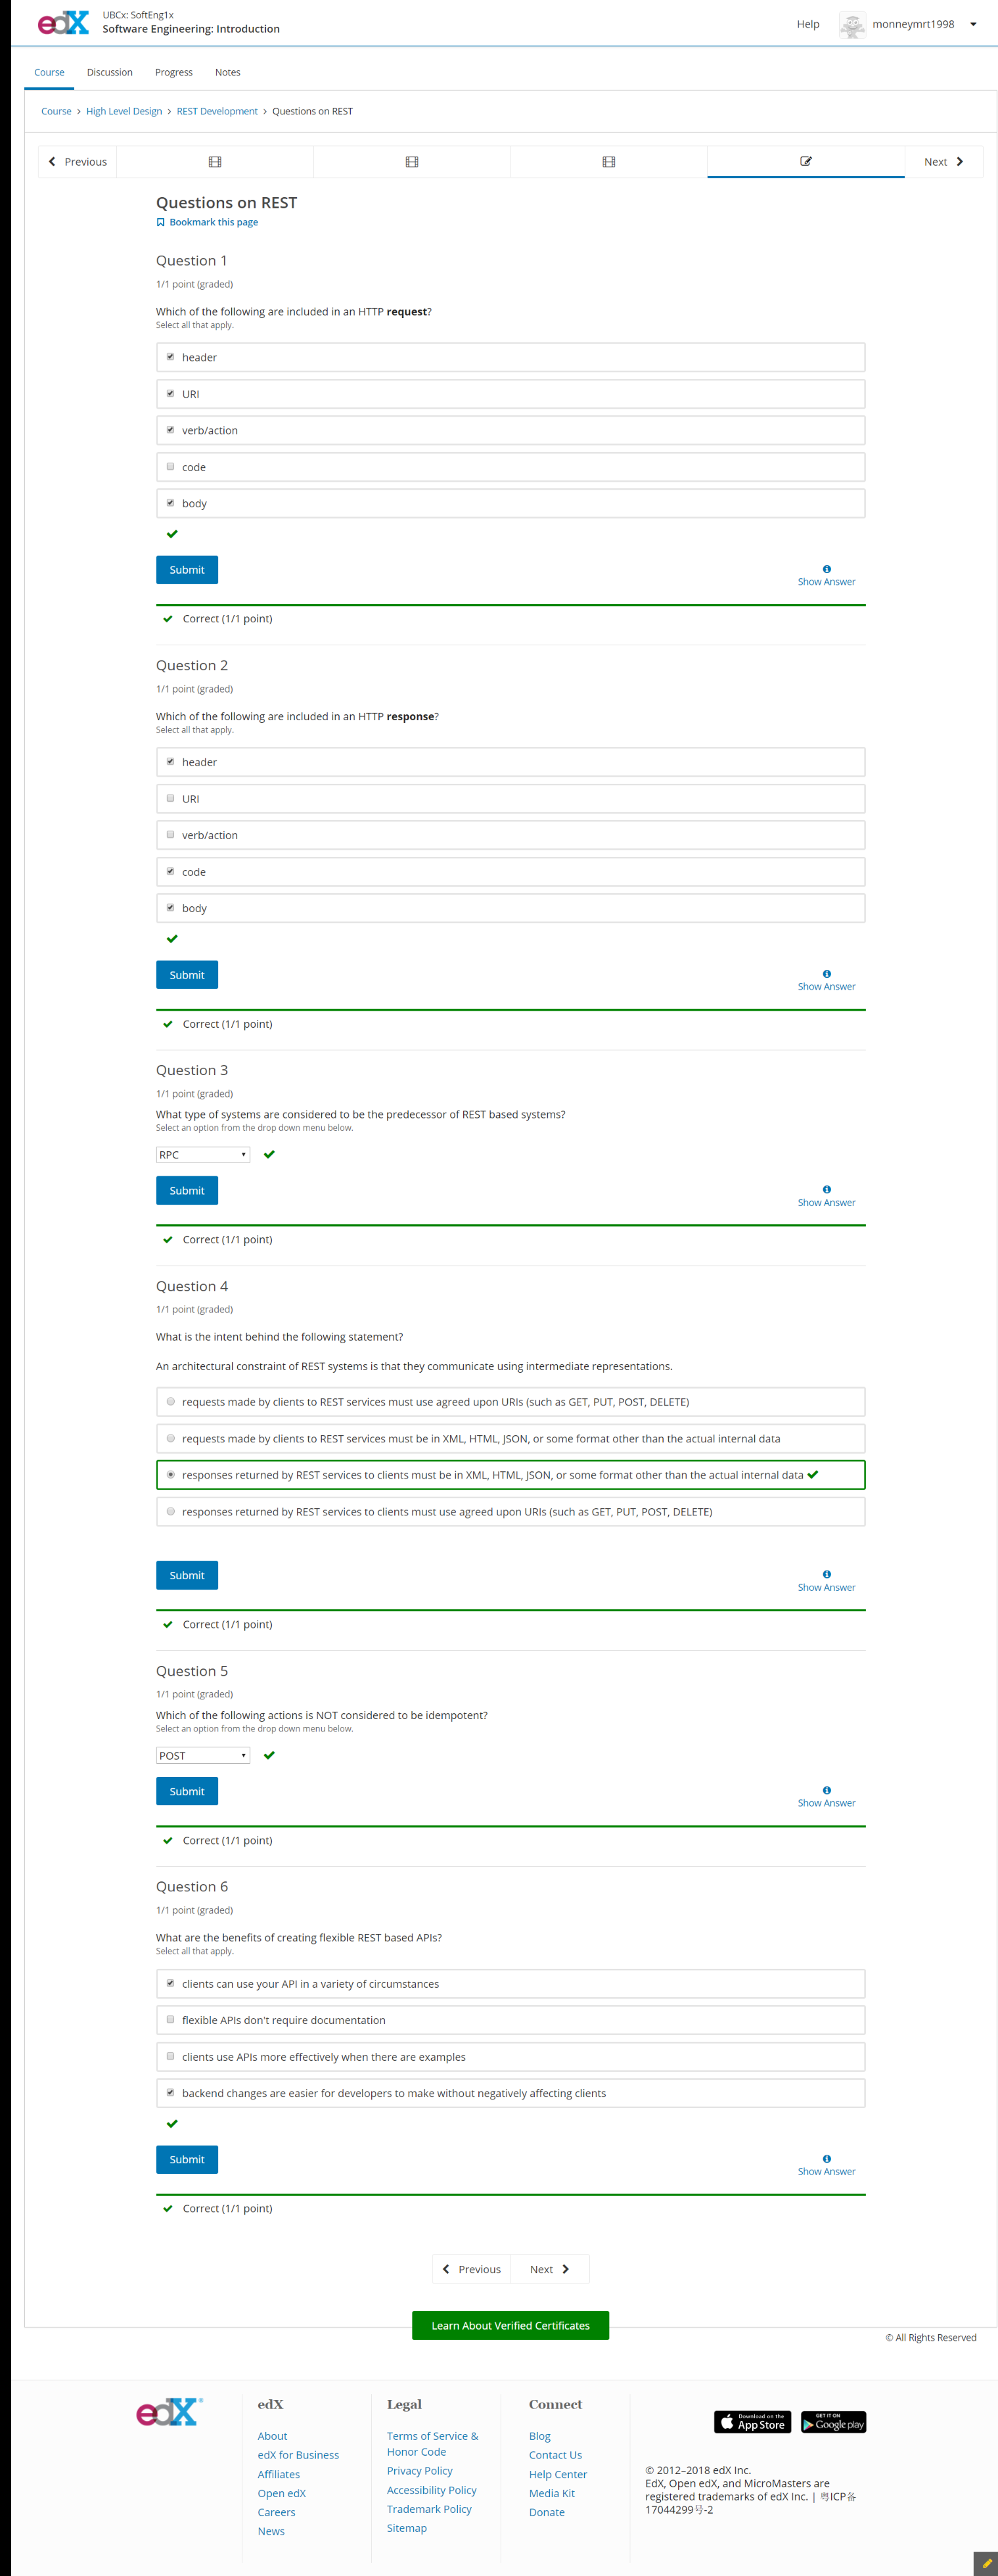 edX
UBCx: SoftEng1x
Software Engineering: Introduction
Help
monneymrt1998
Course
Discussion
Progress
Notes
Course > High Level Design > REST Development > Questions on REST
Previous
Next
Questions on REST
Bookmark this page
Question 1
1/1 point (graded)
Which of the following are included in an HTTP request?
Select all that apply.
header
URI
verb/action
code
body
Submit
Show Answer
Correct (1/1 point)
Question 2
1/1 point (graded)
Which of the following are included in an HTTP response?
Select all that apply.
header
URI
verb/action
code
body
Submit
Show Answer
Correct (1/1 point)
Question 3
1/1 point (graded)
What type of systems are considered to be the predecessor of REST based systems?
Select an option from the drop down menu below.
RPC
Submit
Show Answer
Correct (1/1 point)
Question 4
1/1 point (graded)
What is the intent behind the following statement?
An architectural constraint of REST systems is that they communicate using intermediate representations.
requests made by clients to REST services must use agreed upon URIs (such as GET, PUT, POST, DELETE)
requests made by clients to REST services must be in XML, HTML, JSON, or some format other than the actual internal data
responses returned by REST services to clients must be in XML, HTML, JSON, or some format other than the actual internal data
responses returned by REST services to clients must use agreed upon URIs (such as GET, PUT, POST, DELETE)
Submit
Show Answer
Correct (1/1 point)
Question 5
1/1 point (graded)
Which of the following actions is NOT considered to be idempotent?
Select an option from the drop down menu below.
POST
Submit
Show Answer
Correct (1/1 point)
Question 6
1/1 point (graded)
What are the benefits of creating flexible REST based APIs?
Select all that apply.
clients can use your API in a variety of circumstances
flexible APIs don't require documentation
clients use APIs more effectively when there are examples
backend changes are easier for developers to make without negatively affecting clients
Submit
Show Answer
Correct (1/1 point)
Previous
Next
Learn About Verified Certificates
© All Rights Reserved
edX
edX
About
edX for Business
Affiliates
Open edX
Careers
News
Legal
Terms of Service &
Honor Code
Privacy Policy
Accessibility Policy
Trademark Policy
Sitemap
Connect
Blog
Contact Us
Help Center
Media Kit
Donate
Download on the
App Store
GET IT ON
Google play
© 2012–2018 edX Inc.
EdX, Open edX, and MicroMasters are
registered trademarks of edX Inc. | 粤ICP备
17044299号-2